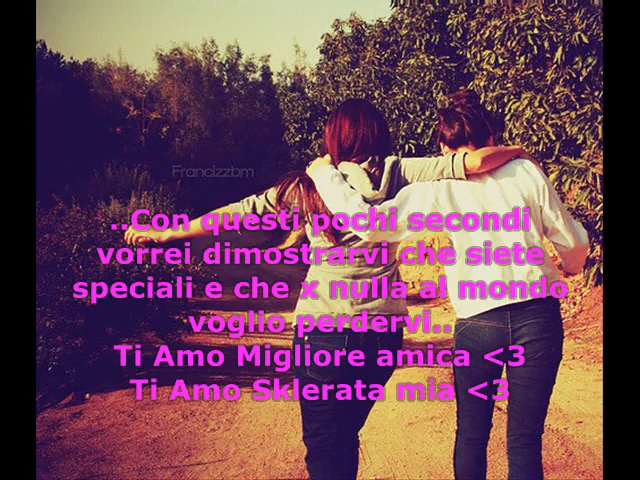 Francizzbm
..Con questi pochi secondi
vorrei dimostrarvi che siete
speciali e che x nulla al mondo
voglio perdervi..
Ti Amo Migliore amica <3
Ti Amo Sklerata mia <3